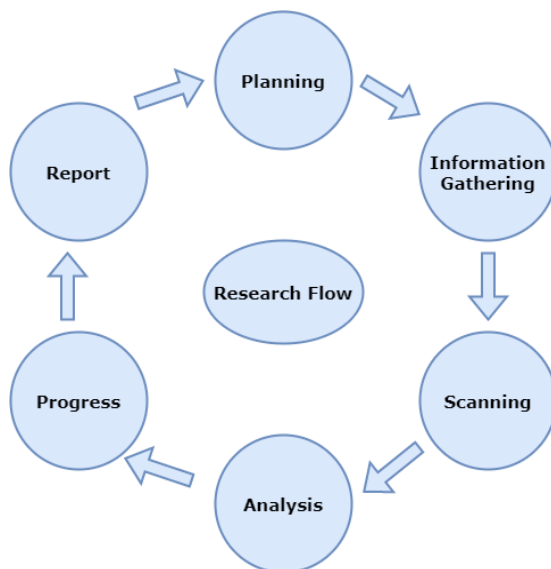 Planning
Information
Gathering
Scanning
Analysis
Progress
Report
Research Flow